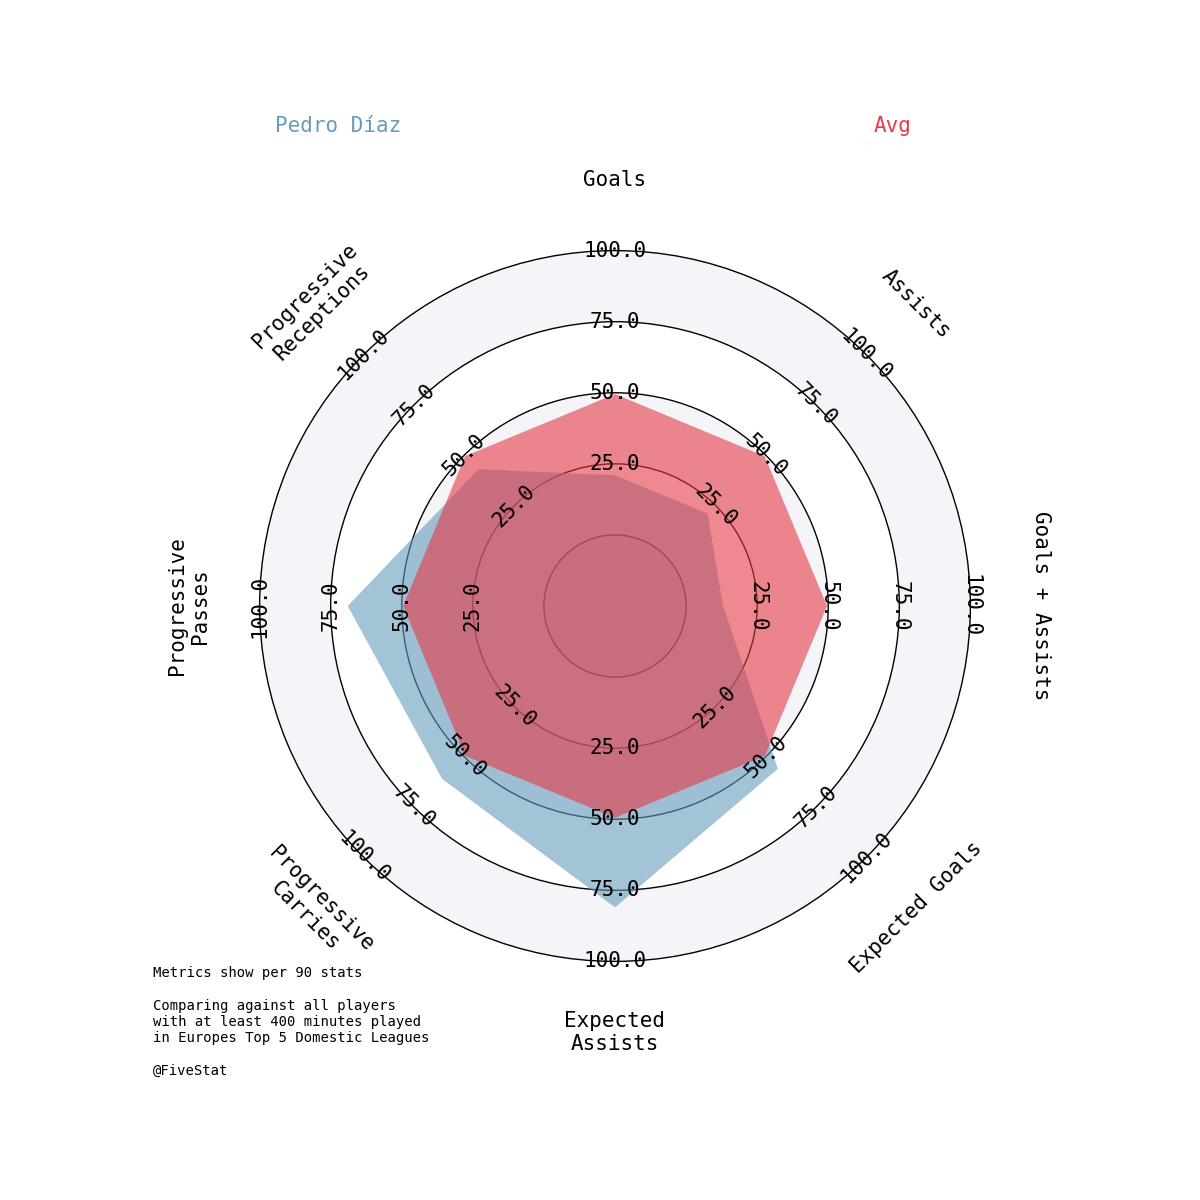 Pedro Díaz
Avg
Goals
Assists
Goals + Assists
Expected Goals
Expected
Assists
Progressive
Carries
Progressive
Passes
Progressive
Receptions
25.0
50.0
75.0
100.0
25.0
50.0
75.0
100.0
25.0
50.0
75.0
100.0
25.0
50.0
75.0
100.0
25.0
50.0
75.0
100.0
25.0
50.0
75.0
100.0
25.0
50.0
75.0
100.0
25.0
50.0
75.0
100.0
Metrics show per 90 stats
Comparing against all players
with at least 400 minutes played
in Europes Top 5 Domestic Leagues
@FiveStat